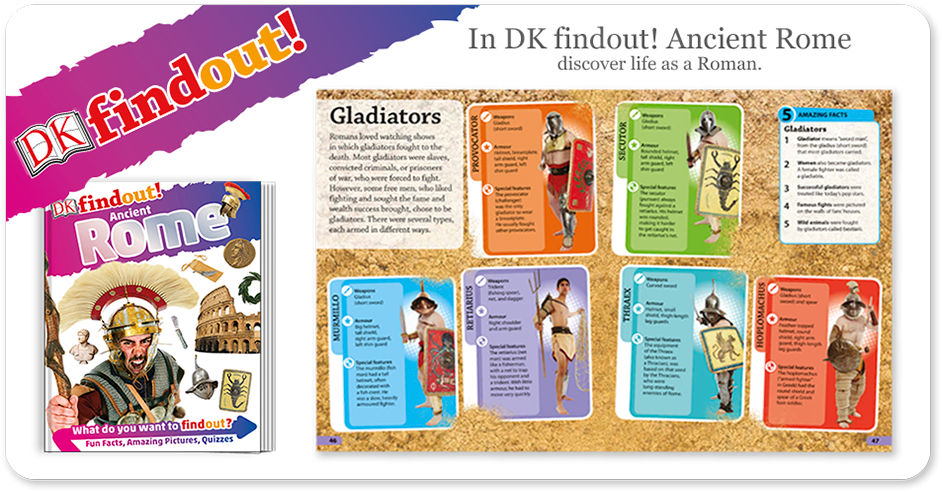 DK findout!
In DK findout! Ancient Rome
discover life as a Roman.
DK findout!
Ancient
Rome
What do you want to findout?
Fun Facts, Amazing Pictures, Quizzes
Gladiators
Romans loved watching shows
in which gladiators fought to the
death. Most gladiators were slaves,
convicted criminals, or prisoners
of war, who were forced to fight.
However, some free men, who liked
fighting and sought the fame and
wealth success brought, chose to be
gladiators. There were several types,
each armed in different ways.
PROVOCATOR
Weapons
Gladius
(short sword)
Armour
Helmet, breastplate,
tall shield, right
arm guard, left
shin guard
Special features
The provocator
(challenger)
was the only
gladiator to wear
a breastplate.
He usually fought
other provocators.
SECUTOR
Weapons
Gladius
(short sword)
Armour
Rounded helmet,
tall shield, right
arm guard, left
shin guard
Special features
The secutor
(pursuer) always
fought against a
retiarius. His helmet
was rounded,
making it harder
to get caught in
the retiarius's net.
5 AMAZING FACTS
Gladiators
1 Gladiator means "sword man",
from the gladius (short sword)
that most gladiators carried.
2 Women also became gladiators.
A female fighter was called
a gladiatrix.
3 Successful gladiators were
treated like today's pop stars.
4 Famous fights were pictured
on the walls of fans' houses.
5 Wild animals were fought
by gladiators called bestiarii.
MURMILLO
Weapons
Gladius
(short sword)
Armour
Big helmet,
tall shield,
right arm guard,
left shin guard
Special features
The murmillo (fish
man) had a tall
helmet, often
decorated with
a fish crest. He
was a slow, heavily
armoured fighter.
RETIARIUS
Weapons
Trident
(fishing spear),
net, and dagger
Armour
Right shoulder
and arm guard
Special features
The retiarius (net
man) was armed
like a fisherman,
with a net to trap
his opponent and
a trident. With little
armour, he had to
move very quickly.
THRAEX
Weapons
Curved sword
Armour
Helmet, small
shield, thigh-length
leg guards
Special features
The equipment
of the Thraex
(also known as
a Thracian), was
based on that used
by the Thracians,
who were
long-standing
enemies of Rome.
HOPLOMACHUS
Weapons
Gladius (short
sword) and spear
Armour
Feather-topped
helmet, round
shield, right
arm guard,
thigh-length
leg guards
Special features
The hoplomachus
("armed fighter"
in Greek) had the
round shield and
spear of a Greek
foot soldier.
46
47